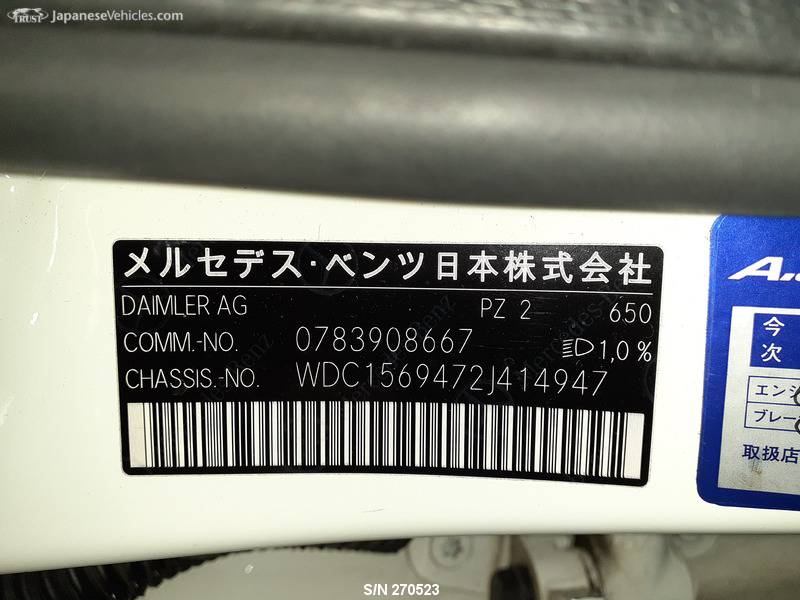 TRUST JapaneseVehicles.com
メルセデス・ベンツ日本株式会社
DAIMLER AG PZ 2 650
COMM.-NO. 0783908667 1,0 %
CHASSIS.-NO. WDC1569472J414947
今
次
エンジ
ブレー
取扱店
S/N 270523